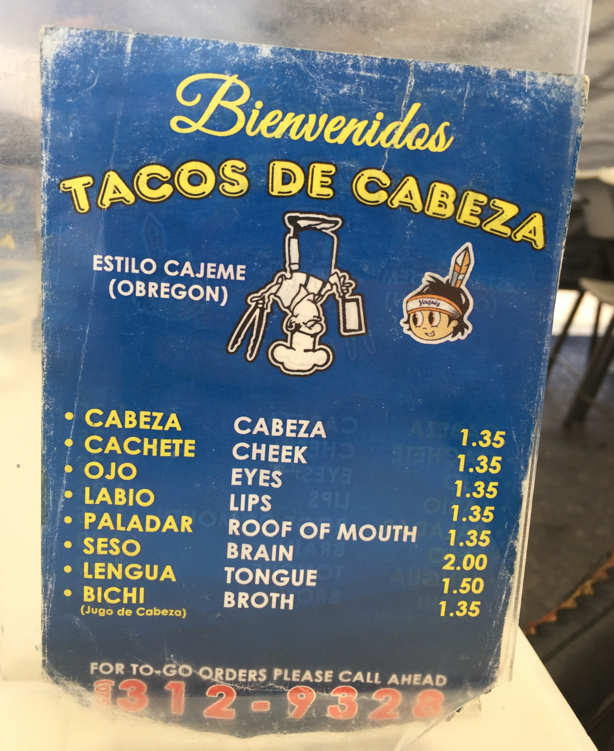 Bienvenidos
TACOS DE CABEZA
ESTILO CAJEME
(OBREGON)
Yaquis
• CABEZA CABEZA 1.35
• CACHETE CHEEK 1.35
• OJO EYES 1.35
• LABIO LIPS 1.35
• PALADAR ROOF OF MOUTH 1.35
• SESO BRAIN 2.00
• LENGUA TONGUE 1.50
• BICHI BROTH 1.35
(Jugo de Cabeza)
FOR TO-GO ORDERS PLEASE CALL AHEAD
312-9328